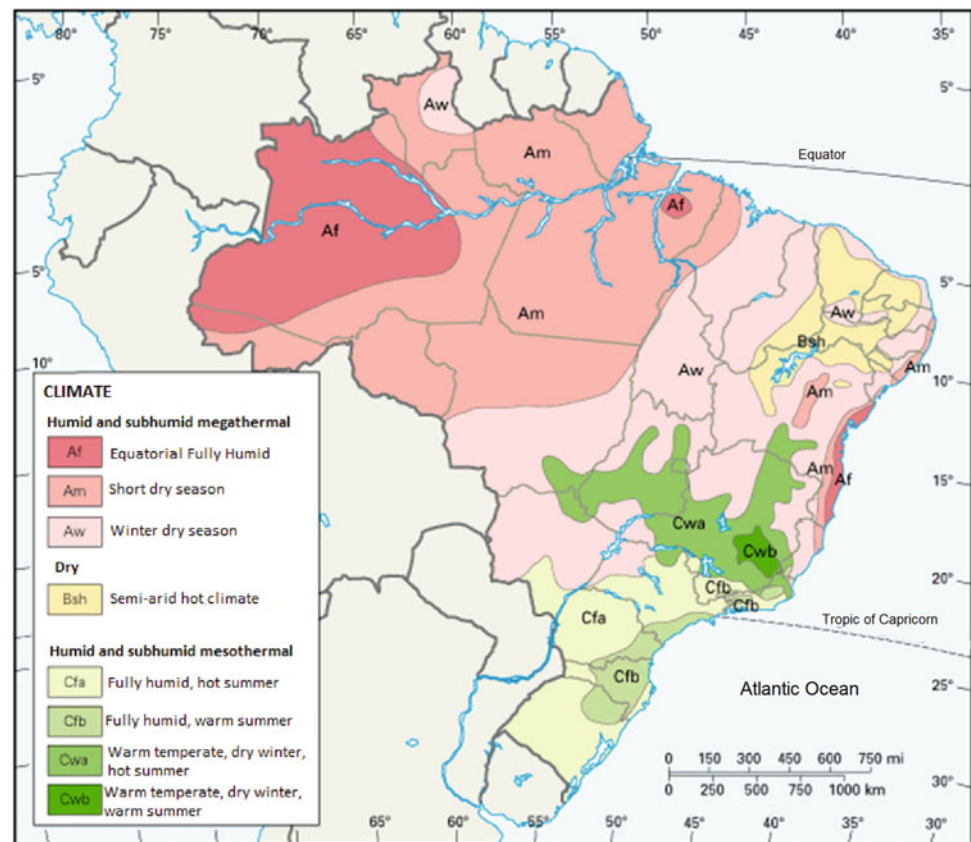 80° 75° 70° 65° 60° 55° 50° 45° 40° 35°
5° 5°
Aw
Am
Equator
Af
Af
5° 5°
Am
Aw
Bsh
Aw
10° Am
Am 10°
CLIMATE
Humid and subhumid megathermal
Af Equatorial Fully Humid
Am Short dry season
Aw Winter dry season
Dry
Bsh Semi-arid hot climate
Humid and subhumid mesothermal
Cfa Fully humid, hot summer
Cfb Fully humid, warm summer
Cwa Warm temperate, dry winter,
hot summer
Cwb Warm temperate, dry winter,
warm summer
Am
Af 15°
Cwa
Cwb
Cfb 20°
Cfb
Cfa
Tropic of Capricorn
Cfb
Atlantic Ocean 25°
0 150 300 450 600 750 mi
0 250 500 750 1000 km
30°
65° 60° 55° 50° 45° 40°